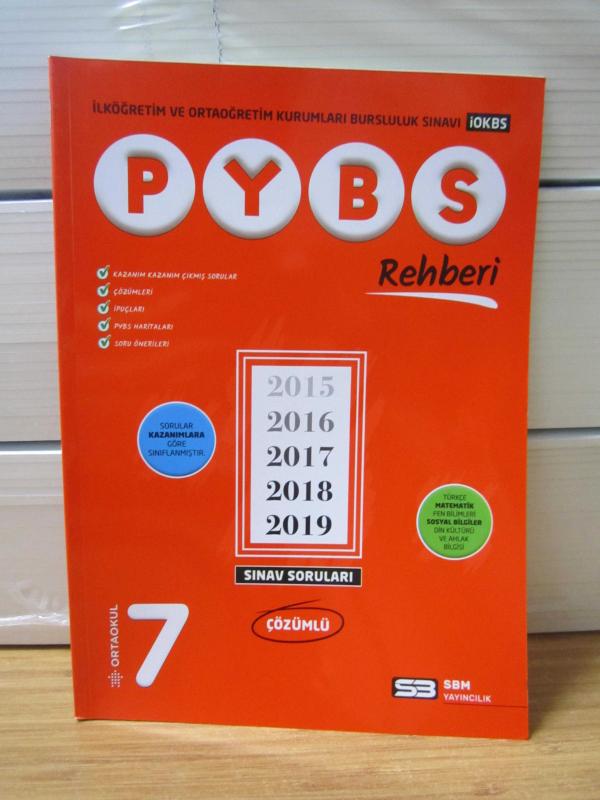 İLKÖĞRETİM VE ORTAÖĞRETİM KURUMLARI BURSLULUK SINAVI İOKBS
PYBS
Rehberi
KAZANIM KAZANIM ÇIKMIŞ SORULAR
ÇÖZÜMLERİ
İPUÇLARI
PYBS HARİTALARI
SORU ÖNERİLERİ
2015
2016
2017
2018
2019
SORULAR
KAZANIMLARA
GÖRE
SINIFLANMIŞTIR.
TÜRKÇE
MATEMATİK
FEN BİLİMLERİ
SOSYAL BİLGİLER
DİN KÜLTÜRÜ
VE AHLAK
BİLGİSİ
SINAV SORULARI
ÇÖZÜMLÜ
ORTAOKUL
7
SB
SBM
YAYINCILIK